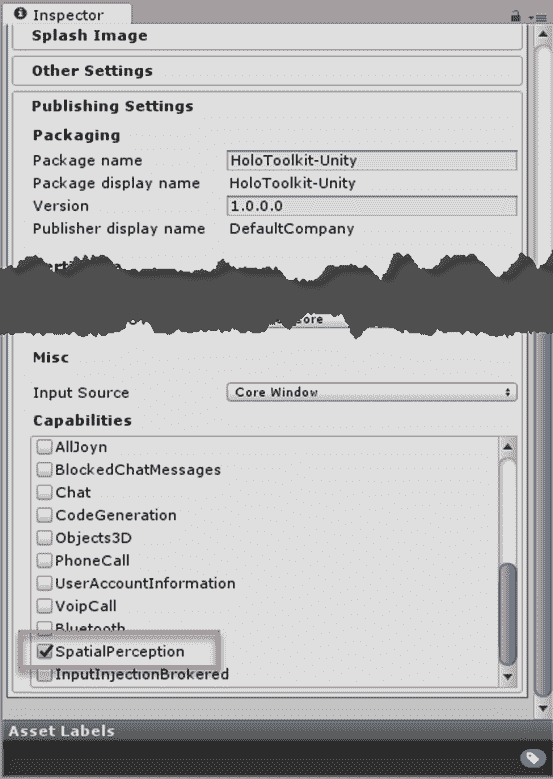 Inspector
Splash Image
Other Settings
Publishing Settings
Packaging
Package name HoloToolkit-Unity
Package display name HoloToolkit-Unity
Version 1.0.0.0
Publisher display name DefaultCompany
Misc
Input Source Core Window
Capabilities
AllJoyn
BlockedChatMessages
Chat
CodeGeneration
Objects3D
PhoneCall
UserAccountInformation
VoipCall
Bluetooth
SpatialPerception
InputInjectionBrokered
Asset Labels